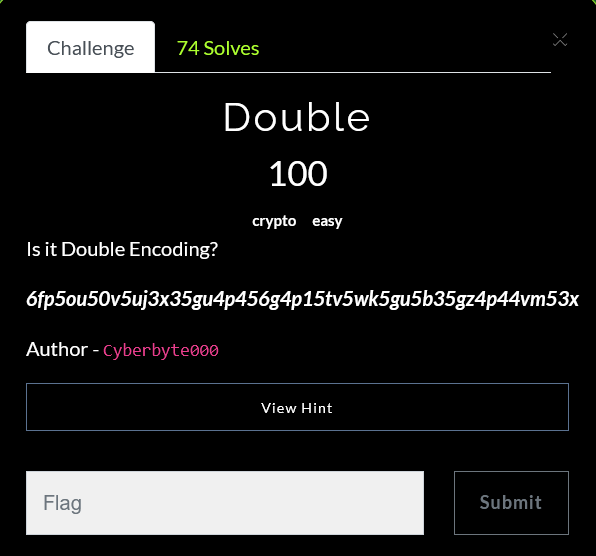 Challenge
74 Solves
Double
100
crypto easy
Is it Double Encoding?
6fp5ou50v5uj3x35gu4p456g4p15tv5wk5gu5b35gz4p44vm53x
Author - Cyberbyte000
View Hint
Flag
Submit